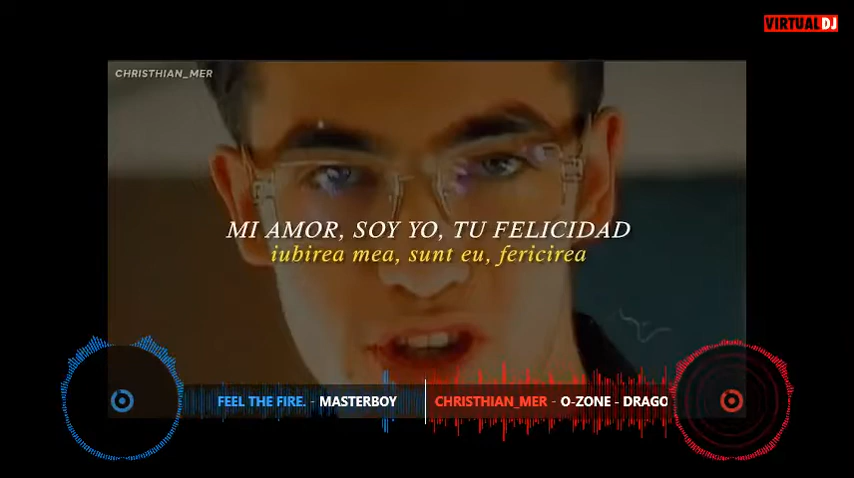 VIRTUALDJ
CHRISTHIAN_MER
MI AMOR, SOY YO, TU FELICIDAD
iubirea mea, sunt eu, fericirea
FEEL THE FIRE. - MASTERBOY
CHRISTHIAN_MER - O-ZONE - DRAGO